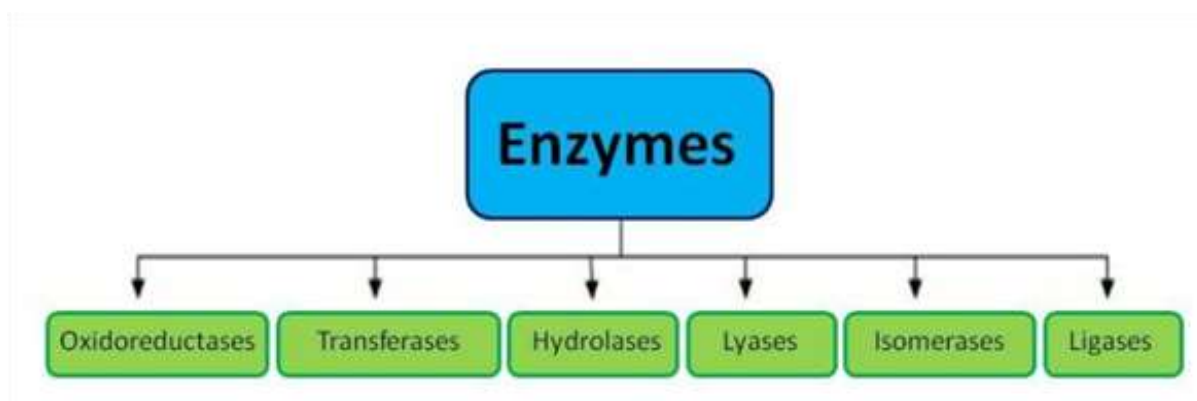 Enzymes
Oxidoreductases
Transferases
Hydrolases
Lyases
Isomerases
Ligases